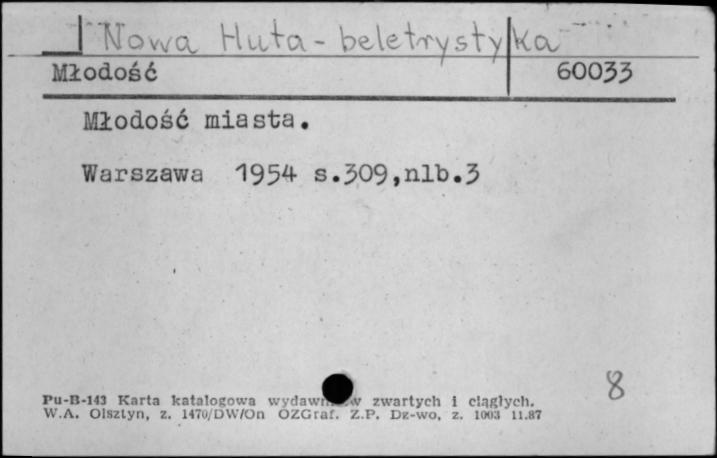 Nowa Huta - beletrystyka
Młodość 60033
Młodość miasta.
Warszawa 1954 s.309,nlb.3
8
Pu-B-143 Karta katalogowa zwartych i ciągłych.
W.A. Olsztyn, z. 1470/DW/On OZGraf. Z.P. Dz-wo, z. 1003 11.87